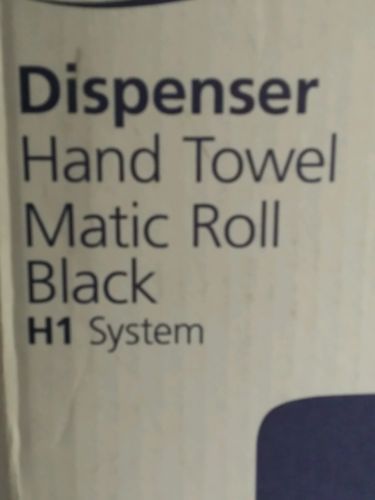 Dispenser
Hand Towel
Matic Roll
Black
H1 System